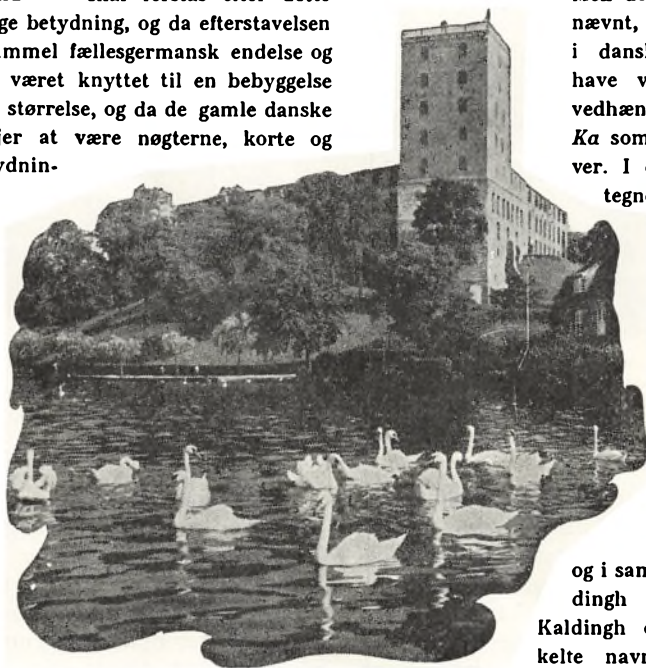 ge betydning, og da efterstavelsen
ammel fællesgermansk endelse og
været knyttet til en bebyggelse
størrelse, og da de gamle danske
jer at være nøgterne, korte og
ydnin-
nævnt,
i dansk
have v
vedhæn
Ka som
ver. I
tegne
og i sam
dingh
Kaldingh
kelte navn